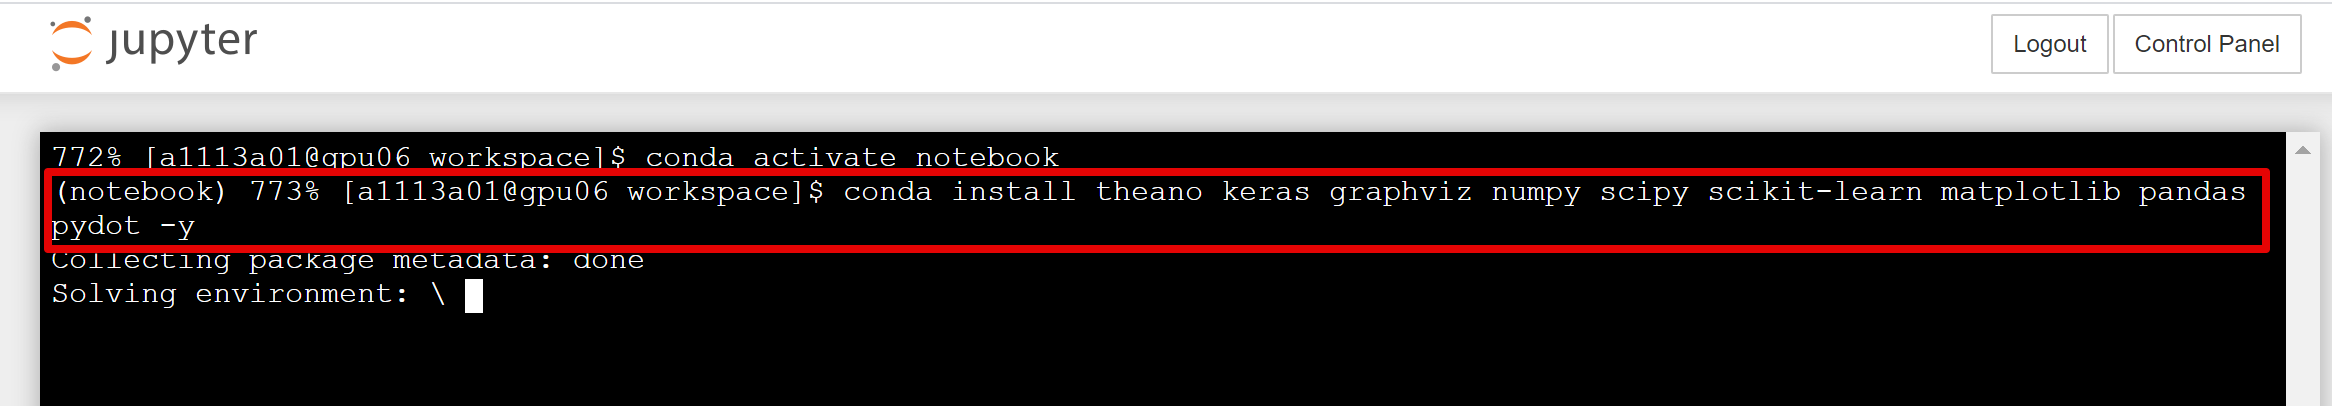 jupyter
Logout
Control Panel
772% [a1113a01@gpu06 workspace]$ conda activate notebook
(notebook) 773% [a1113a01@gpu06 workspace]$ conda install theano keras graphviz numpy scipy scikit-learn matplotlib pandas
pydot -y
Collecting package metadata: done
Solving environment: \